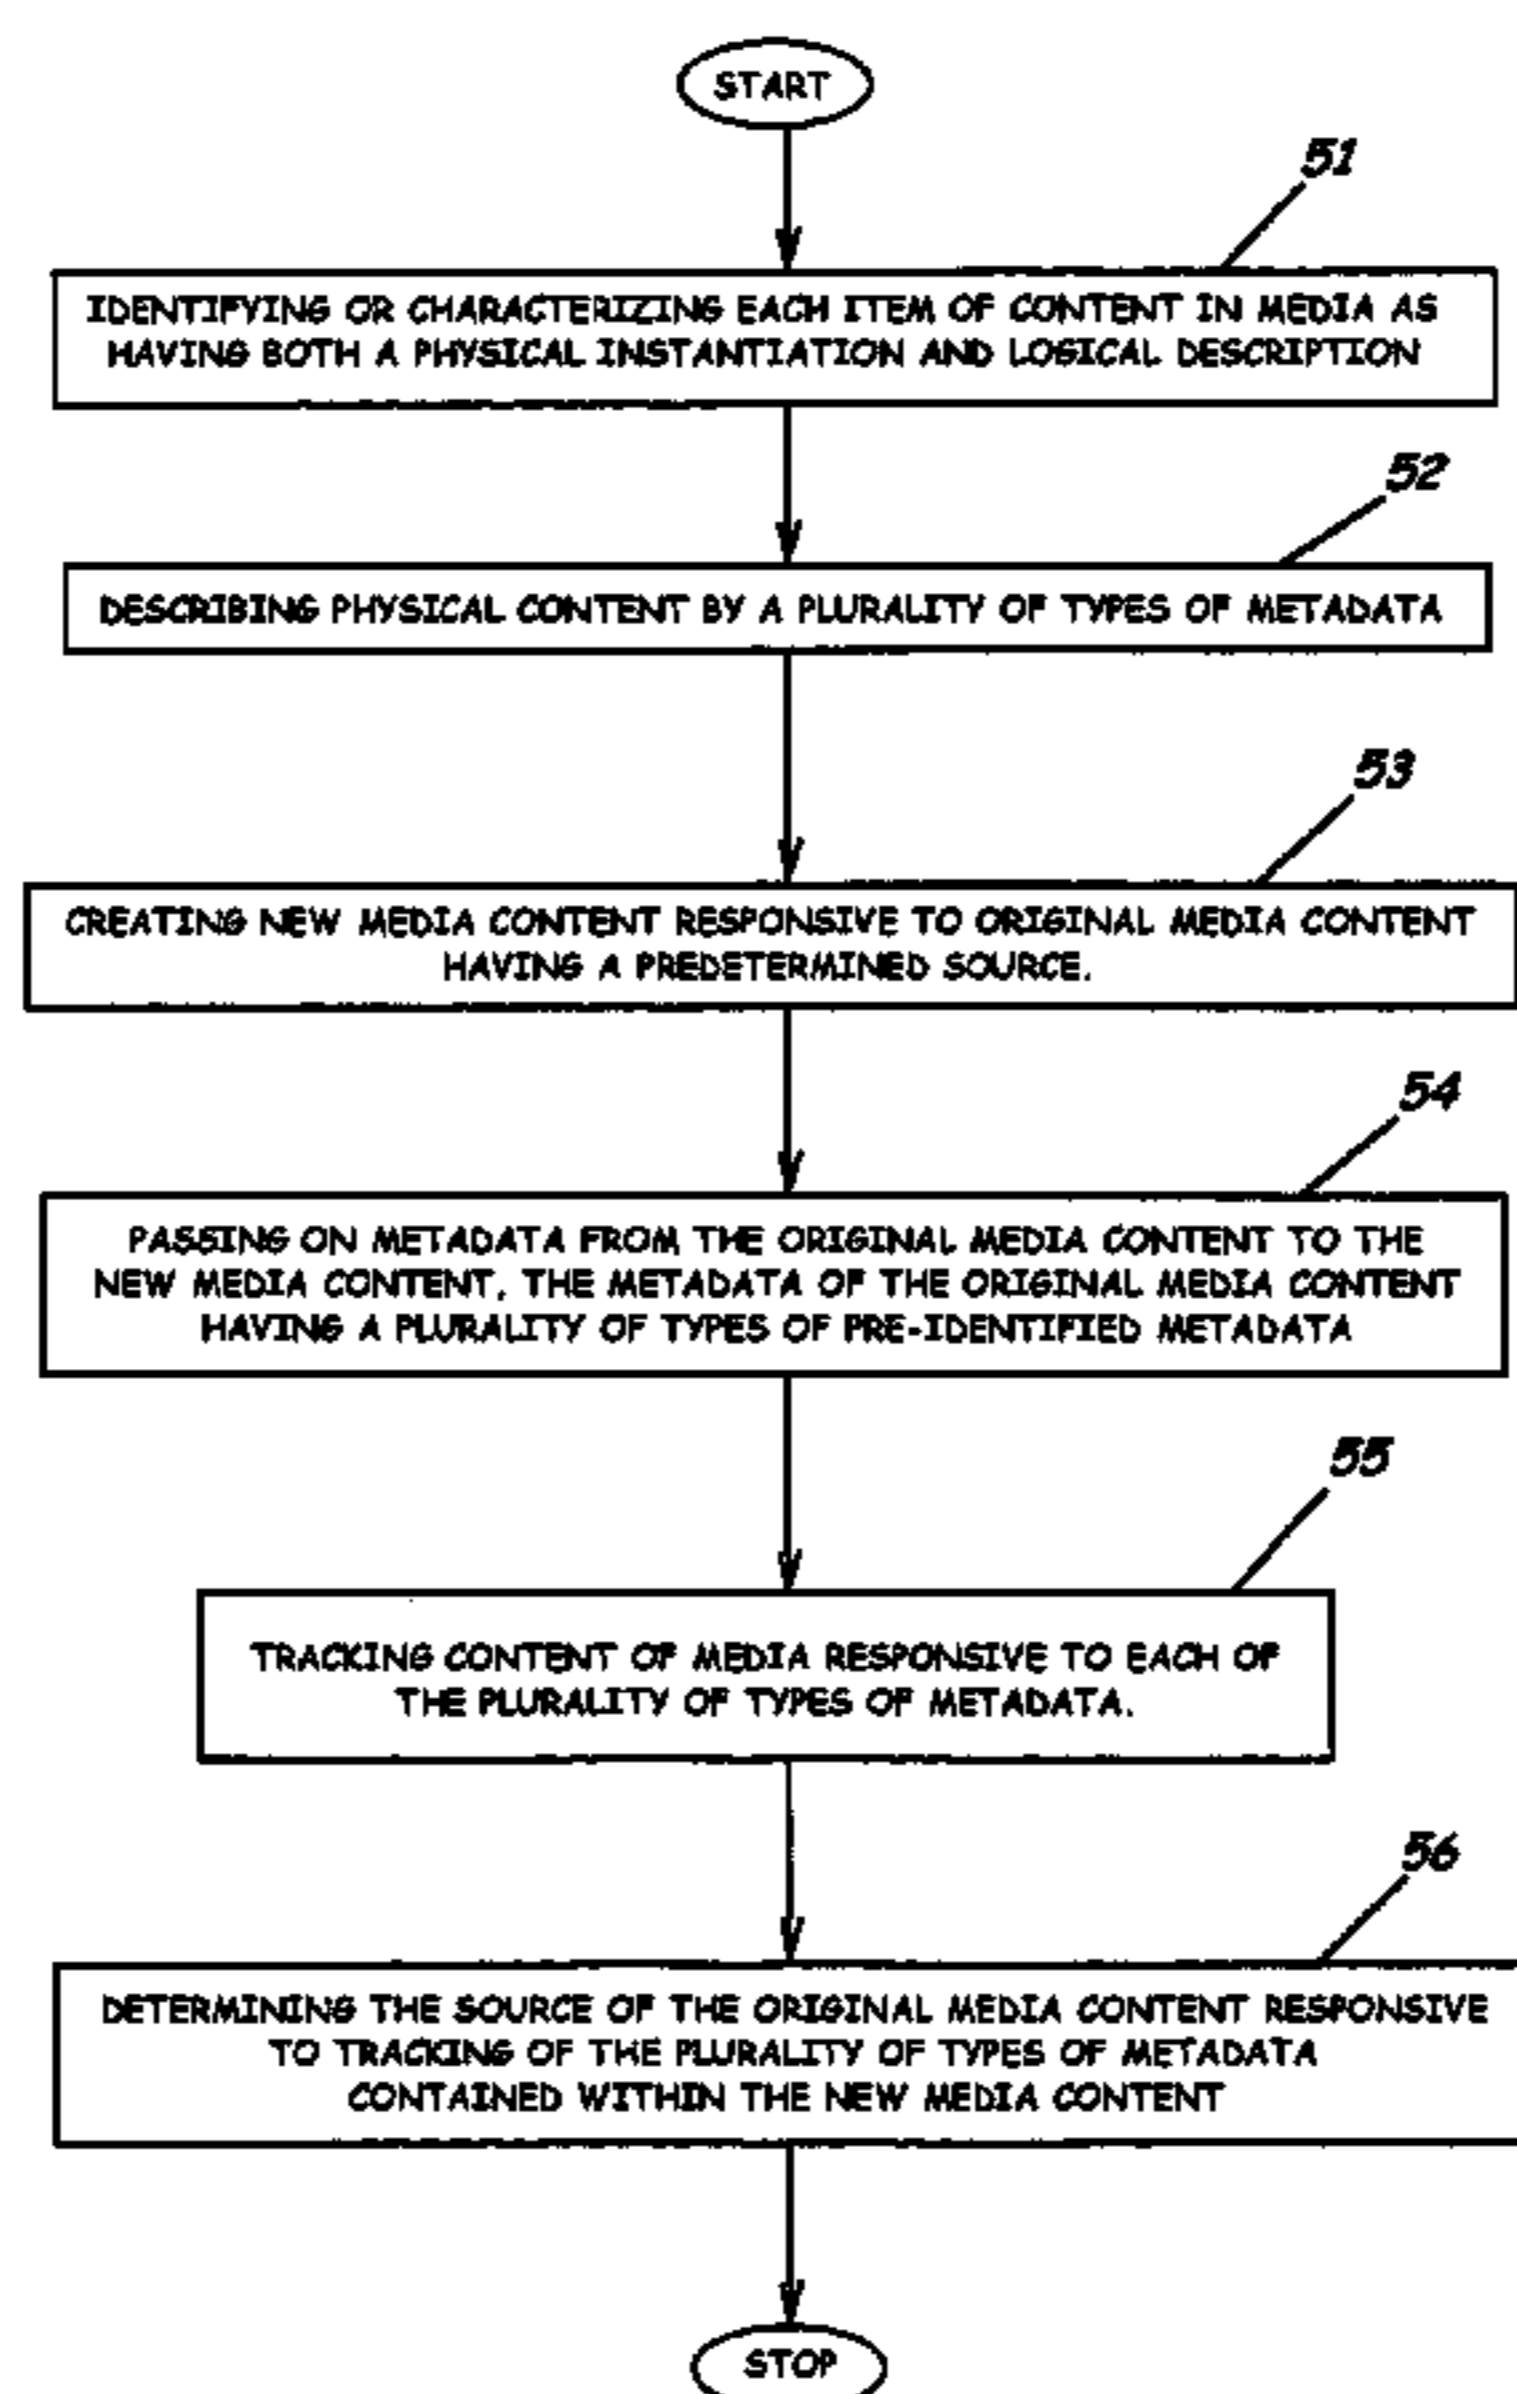 START
51
IDENTIFYING OR CHARACTERIZING EACH ITEM OF CONTENT IN MEDIA AS
HAVING BOTH A PHYSICAL INSTANTIATION AND LOGICAL DESCRIPTION
52
DESCRIBING PHYSICAL CONTENT BY A PLURALITY OF TYPES OF METADATA
53
CREATING NEW MEDIA CONTENT RESPONSIVE TO ORIGINAL MEDIA CONTENT
HAVING A PREDETERMINED SOURCE.
54
PASSING ON METADATA FROM THE ORIGINAL MEDIA CONTENT TO THE
NEW MEDIA CONTENT, THE METADATA OF THE ORIGINAL MEDIA CONTENT
HAVING A PLURALITY OF TYPES OF PRE-IDENTIFIED METADATA
55
TRACKING CONTENT OF MEDIA RESPONSIVE TO EACH OF
THE PLURALITY OF TYPES OF METADATA.
56
DETERMINING THE SOURCE OF THE ORIGINAL MEDIA CONTENT RESPONSIVE
TO TRACKING OF THE PLURALITY OF TYPES OF METADATA
CONTAINED WITHIN THE NEW MEDIA CONTENT
STOP